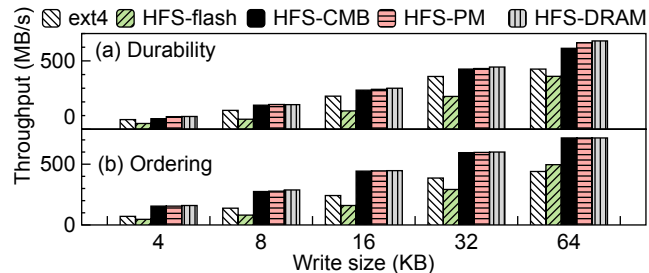 ext4 HFS-flash HFS-CMB HFS-PM HFS-DRAM
Throughput (MB/s)
(a) Durability
500
0
(b) Ordering
500
0
4 8 16 32 64
Write size (KB)